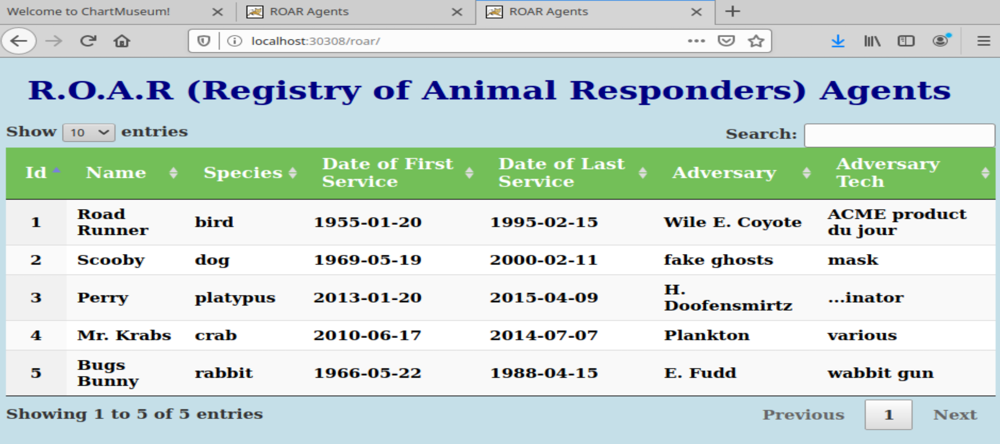 Welcome to ChartMuseum!
ROAR Agents
ROAR Agents
localhost:30308/roar/
R.O.A.R (Registry of Animal Responders) Agents
Show 10 entries
Search:
Id Name Species Date of First Service Date of Last Service Adversary Adversary Tech
1 Road Runner bird 1955-01-20 1995-02-15 Wile E. Coyote ACME product du jour
2 Scooby dog 1969-05-19 2000-02-11 fake ghosts mask
3 Perry platypus 2013-01-20 2015-04-09 H. Doofensmirtz ...inator
4 Mr. Krabs crab 2010-06-17 2014-07-07 Plankton various
5 Bugs Bunny rabbit 1966-05-22 1988-04-15 E. Fudd wabbit gun
Showing 1 to 5 of 5 entries
Previous 1 Next